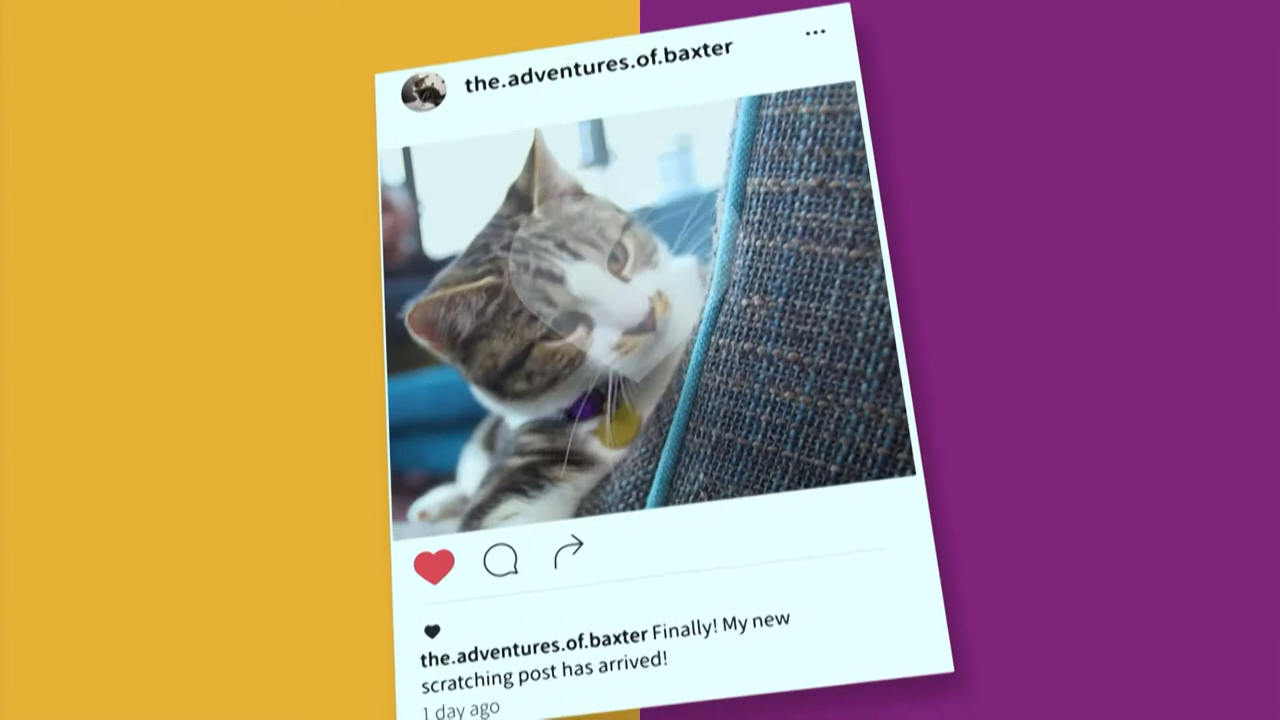 the.adventures.of.baxter
the.adventures.of.baxter Finally! My new
scratching post has arrived!
1 day ago